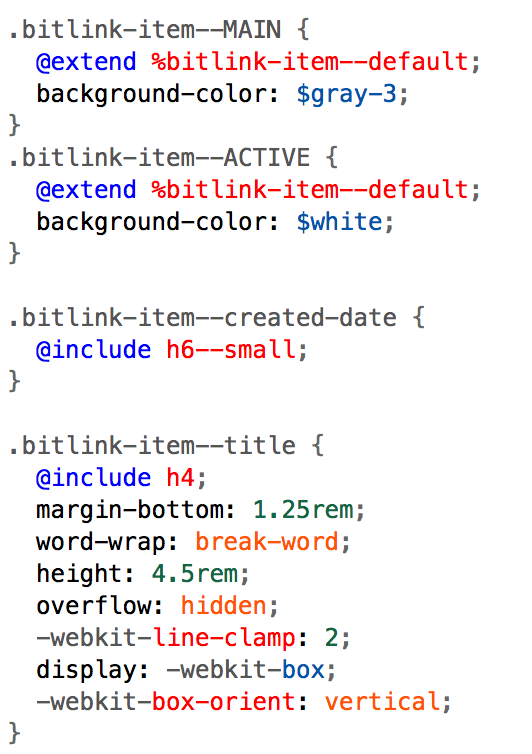 .bitlink-item--MAIN {
  @extend %bitlink-item--default;
  background-color: $gray-3;
}
.bitlink-item--ACTIVE {
  @extend %bitlink-item--default;
  background-color: $white;
}

.bitlink-item--created-date {
  @include h6--small;
}

.bitlink-item--title {
  @include h4;
  margin-bottom: 1.25rem;
  word-wrap: break-word;
  height: 4.5rem;
  overflow: hidden;
  -webkit-line-clamp: 2;
  display: -webkit-box;
  -webkit-box-orient: vertical;
}